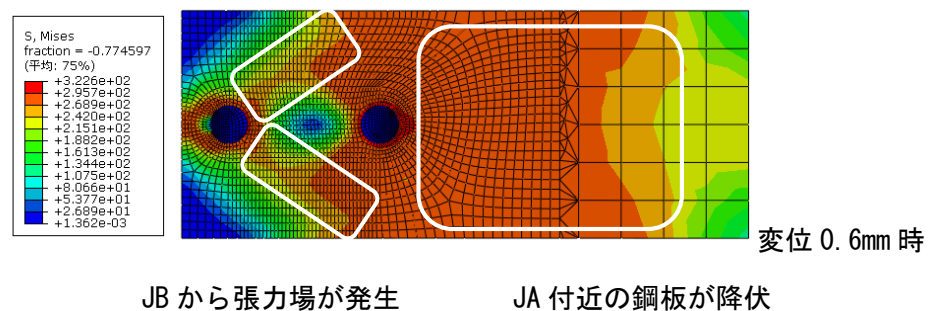 S, Mises
fraction = -0.774597
(平均: 75%)
+3.226e+02
+2.957e+02
+2.689e+02
+2.420e+02
+2.151e+02
+1.882e+02
+1.613e+02
+1.344e+02
+1.075e+02
+8.066e+01
+5.377e+01
+2.689e+01
+1.362e-03
変位 0.6mm 時
JB から張力場が発生
JA 付近の鋼板が降伏